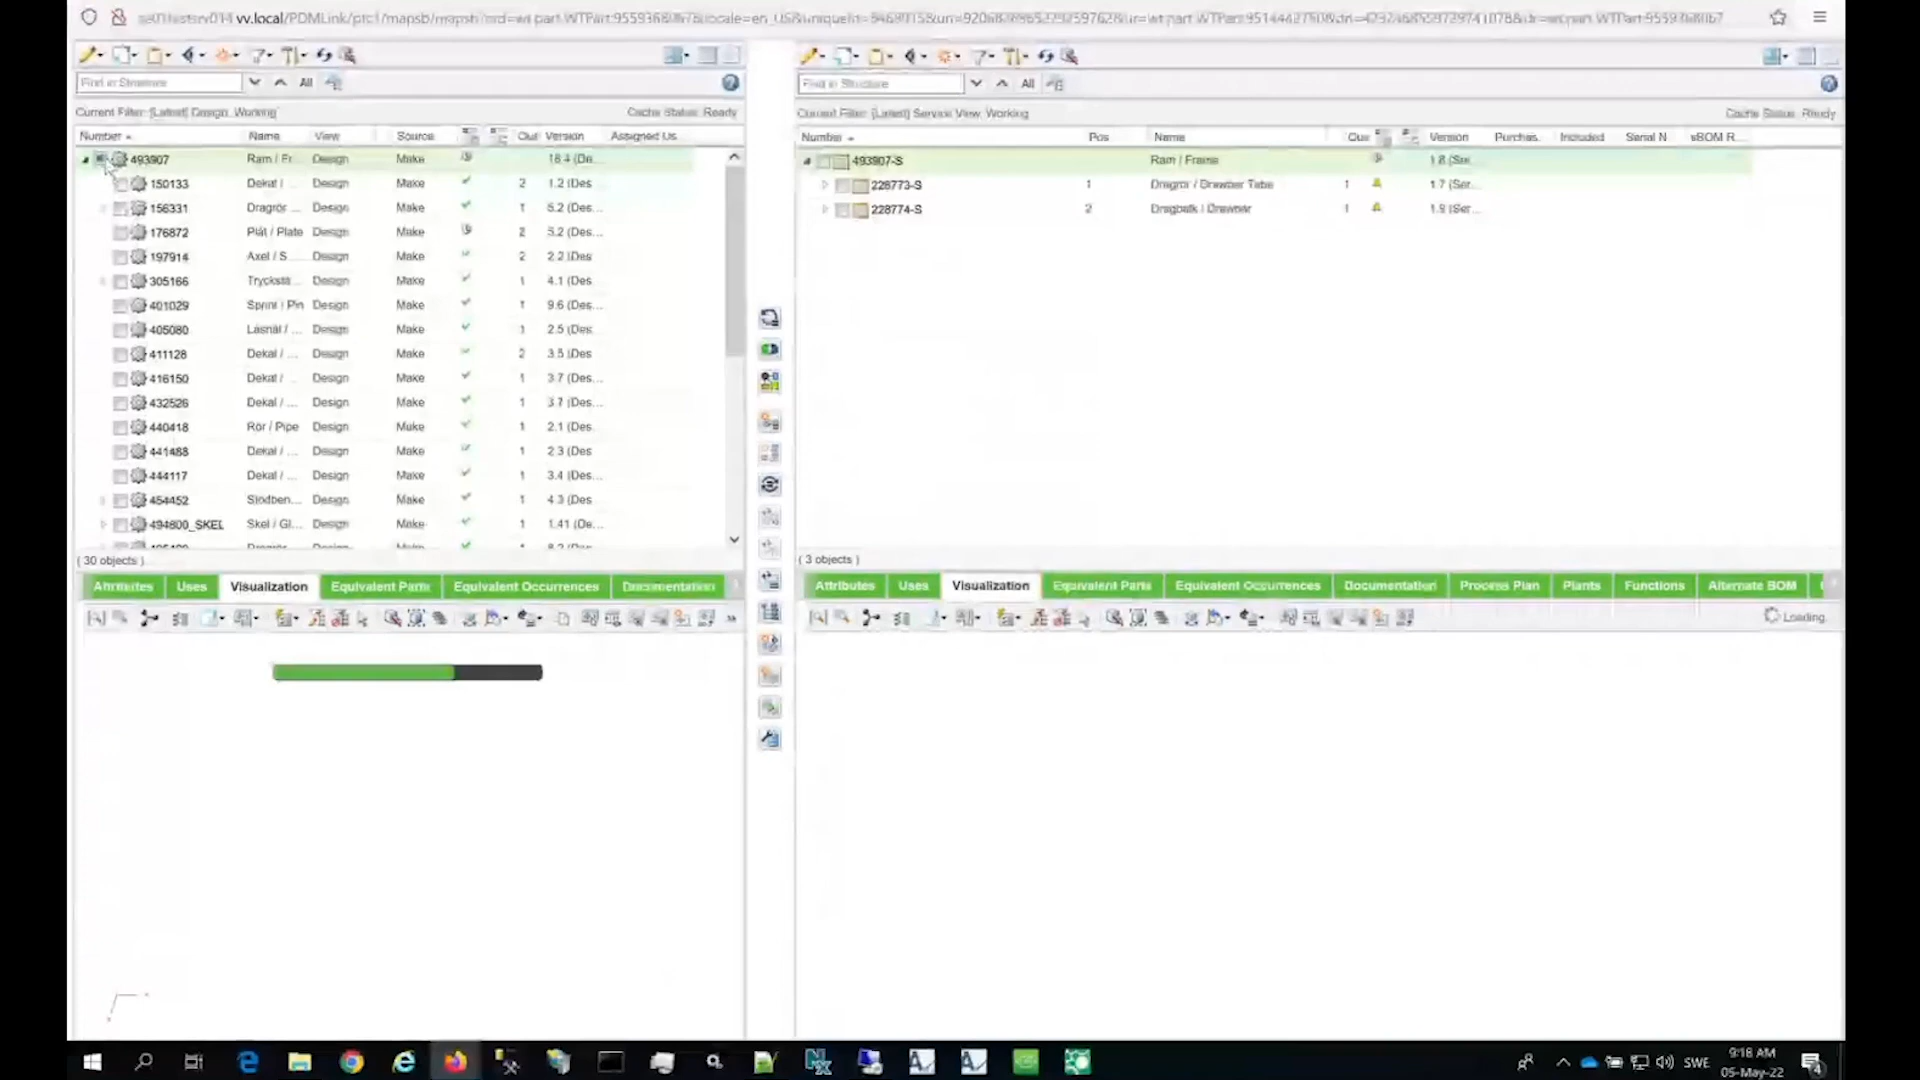 Find in Structure All
Current Filter: [Latest] Design, Working Cache Status: Ready
Number Name View Source Version Assigned Us
493907 Ram / Fr Design Make
150133 Dekal / Design Make 2 1.2 (Des
156331 Dragrör ... Design Make 1 5.2 (Des...
176872 Plåt / Plate Design Make 2 5.2 (Des...
197914 Axel / S Design Make 2 2.2 (Des
305166 Design Make 1 4.1 (Des
401029 Sprint / Pin Design Make 1 9.6 (Des...
405080 Låsnål / ... Design Make 1 2.5 (Des
411128 Dekal / ... Design Make 2 3.5 (Des
416150 Dekal / ... Design Make 1 3.7 (Des...
432526 Dekal / ... Design Make 1 3.7 (Des...
440418 Rör / Pipe Design Make 1 2.1 (Des...
441488 Dekal / ... Design Make 1 2.3 (Des
444117 Dekal / ... Design Make 1 3.4 (Des...
454452 Design Make 1 4.3 (Des
494800_SKEL Skel / Gl... Design Make 1 1.41 (De...
( 30 objects )
Attributes Uses Visualization Equivalent Parts Equivalent Occurrences Documentation
Find in Structure All
Current Filter: [Latest] Service View, Working Cache Status: Ready
Number Pos Name Version Purchas. Included Serial N sBOM R...
493907-S Ram / Frame 1.8 (Ser...
228773-S 1 Dragrör / Drawbar Tube 1 1.7 (Ser...
228774-S 2 Dragbalk / Drawbar 1 1.9 (Ser...
( 3 objects )
Attributes Uses Visualization Equivalent Parts Equivalent Occurrences Documentation Process Plan Plants Functions Alternate BOM
Loading
SWE 9:18 AM
05-May-22
4